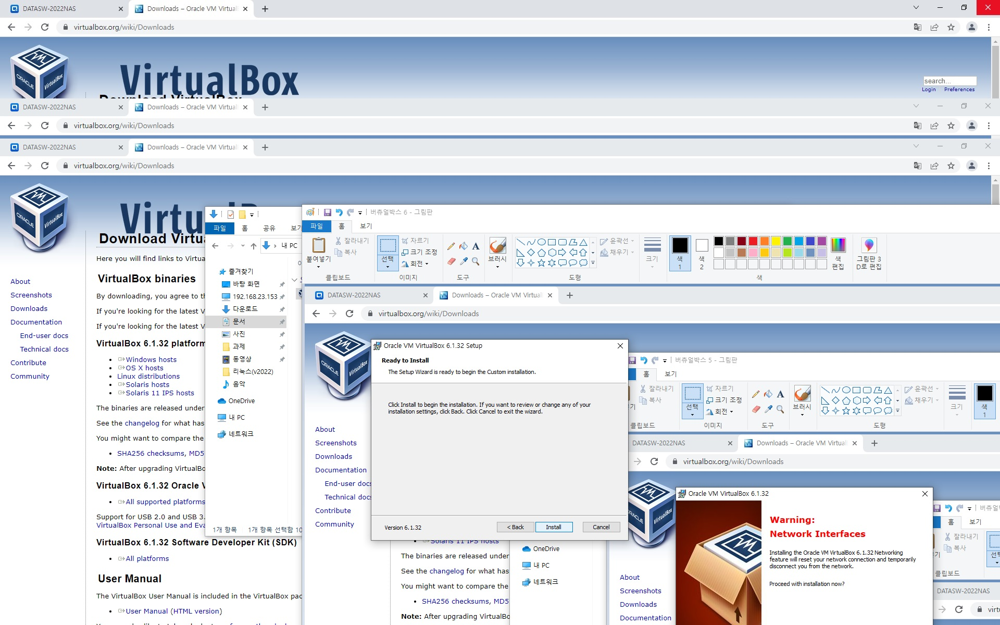 DATASW-2022NAS
Downloads – Oracle VM Virtual
virtualbox.org/wiki/Downloads
ORACLE
VirtualBox
VirtualBox
search...
Login Preferences
Download VirtualBox
DATASW-2022NAS
Downloads – Oracle VM Virtual
virtualbox.org/wiki/Downloads
DATASW-2022NAS
Downloads – Oracle VM Virtual
virtualbox.org/wiki/Downloads
ORACLE
VirtualBox
Download
About
Screenshots
Downloads
Documentation
End-user docs
Technical docs
Contribute
Community
Here you will find links to
VirtualBox binaries
By downloading, you agree to
If you're looking for the latest
If you're looking for the latest
VirtualBox 6.1.32
Windows hosts
OS X hosts
Linux distributions
Solaris hosts
Solaris 11 IPS hosts
The binaries are released under
See the changelog for what has
You might want to compare the
SHA256 checksums, MD5
Note: After upgrading
VirtualBox 6.1.32 Oracle
All supported platforms
Support for USB 2.0 and USB 3.
VirtualBox Personal Use and
VirtualBox 6.1.32 Software Developer Kit (SDK)
All platforms
User Manual
The VirtualBox User Manual is included in the VirtualBox
User Manual (HTML version)
파일 홈 공유 보기
내 PC
즐겨찾기
바탕 화면
192.168.23.153
다운로드
문서
사진
과제
동영상
리눅스(v2022)
음악
OneDrive
내 PC
네트워크
1개 항목 1개 항목 선택함 10
버츄얼박스 6 - 그림판
파일 홈 보기
붙여넣기
잘라내기
복사
클립보드
선택
자르기
크기 조정
회전
이미지
A
도구
브러시
윤곽선
채우기
도형
크기
색 1
색 2
색 편집
그림판 3D로 편집
색
DATASW-2022NAS
Downloads – Oracle VM Virtual
virtualbox.org/wiki/Downloads
ORACLE
VirtualBox
About
Screenshots
Downloads
Documentation
End-user docs
Technical docs
Contribute
Community
Oracle VM VirtualBox 6.1.32 Setup
Ready to Install
The Setup Wizard is ready to begin the Custom installation.
Click Install to begin the installation. If you want to review or change any of your
installation settings, click Back. Click Cancel to exit the wizard.
Version 6.1.32
< Back Install Cancel
Solaris 11 IPS hosts
The binaries are released under
See the changelog for what has
You might want to compare the
SHA256 checksums, MD5
Note: After upgrading
OneDrive
내 PC
네트워크
버츄얼박스 5 - 그림판
홈 보기
잘라내기
복사
클립보드
선택
자르기
크기 조정
회전
이미지
A
도구
브러시
윤곽선
채우기
도형
크기
색 1
DATASW-2022NAS
Downloads – Oracle VM Virtual
virtualbox.org/wiki/Downloads
VirtualBox
About
Screenshots
Downloads
Documentation
Oracle VM VirtualBox 6.1.32
Warning:
Network Interfaces
Installing the Oracle VM VirtualBox 6.1.32 Networking
feature will reset your network connection and temporarily
disconnect you from the network.
Proceed with installation now?
홈 보기
잘라내기
복사
클립보드
선택
DATASW-2022NAS